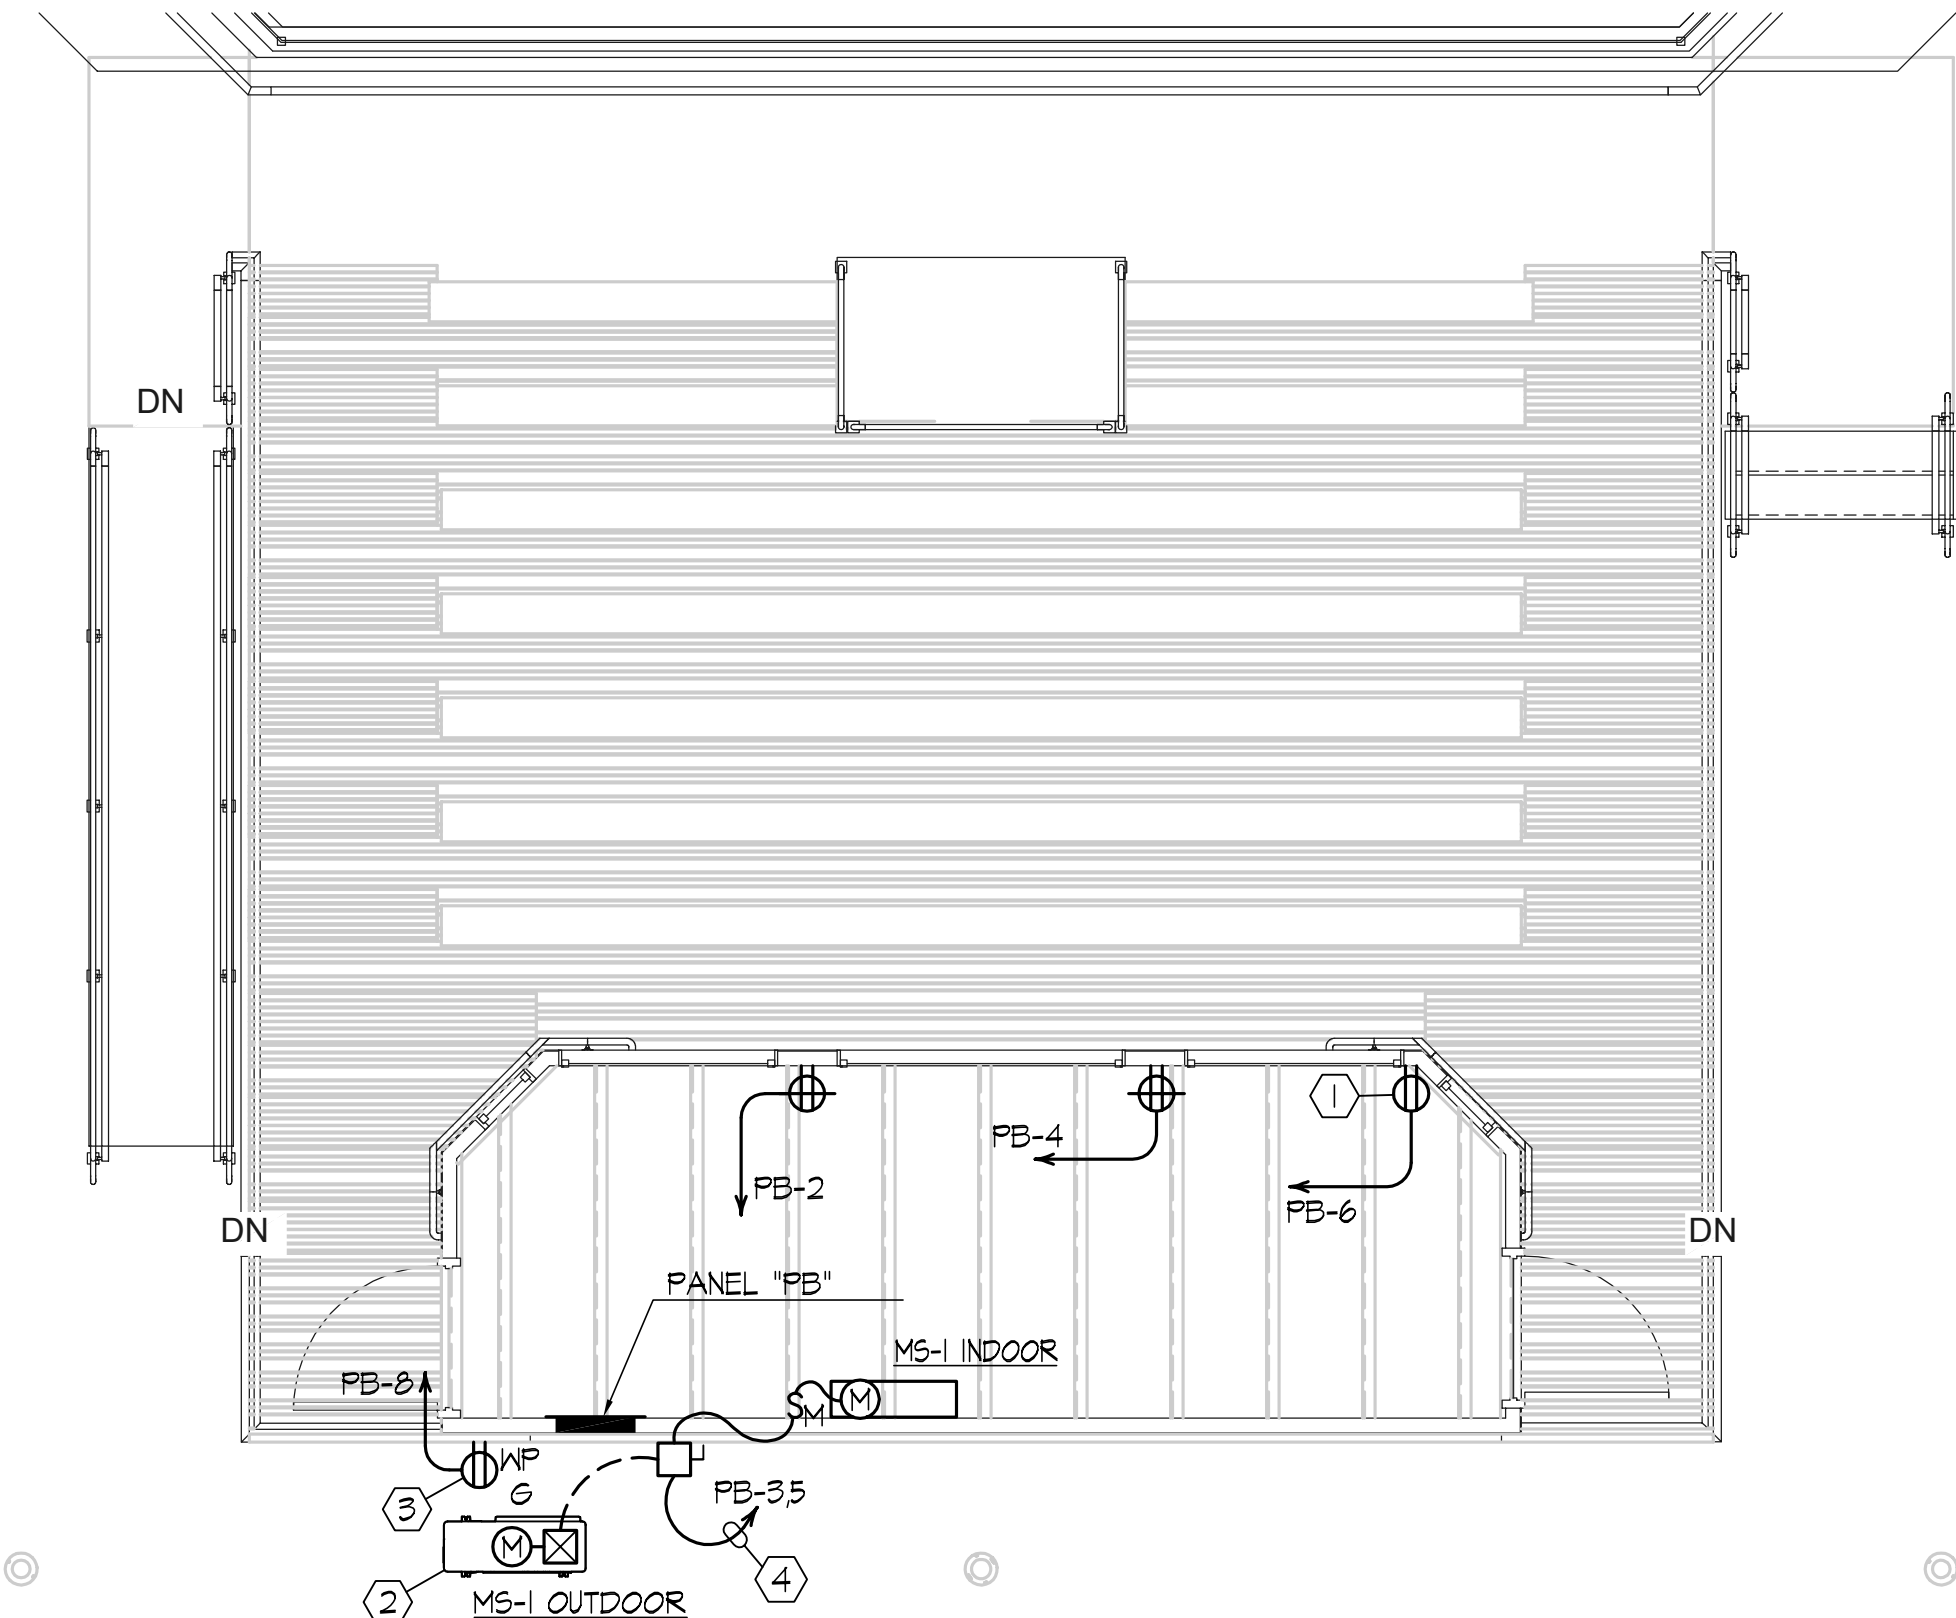 DN
1
PB-4
PB-2
PB-6
DN
DN
PANEL "PB"
MS-1 INDOOR
PB-8
M
S
M
WP
G
3
PB-3,5
M
4
2
MS-1 OUTDOOR